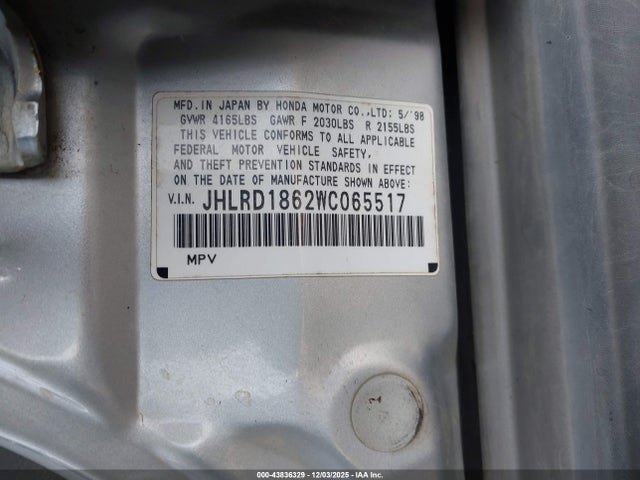 MFD.IN JAPAN BY HONDA MOTOR CO.,LTD: 5/'98
GVWR 4165LBS GAWR F 2030LBS R 2155LBS
THIS VEHICLE CONFORMS TO ALL APPLICABLE
FEDERAL MOTOR VEHICLE SAFETY,
AND THEFT PREVENTION STANDARDS IN EFFECT
ON THE DATE OF MANUFACTURE SHOWN ABOVE:
V.I.N. JHLRD1862WC065517
MPV
000-43836329 - 12/03/2025 - IAA Inc.